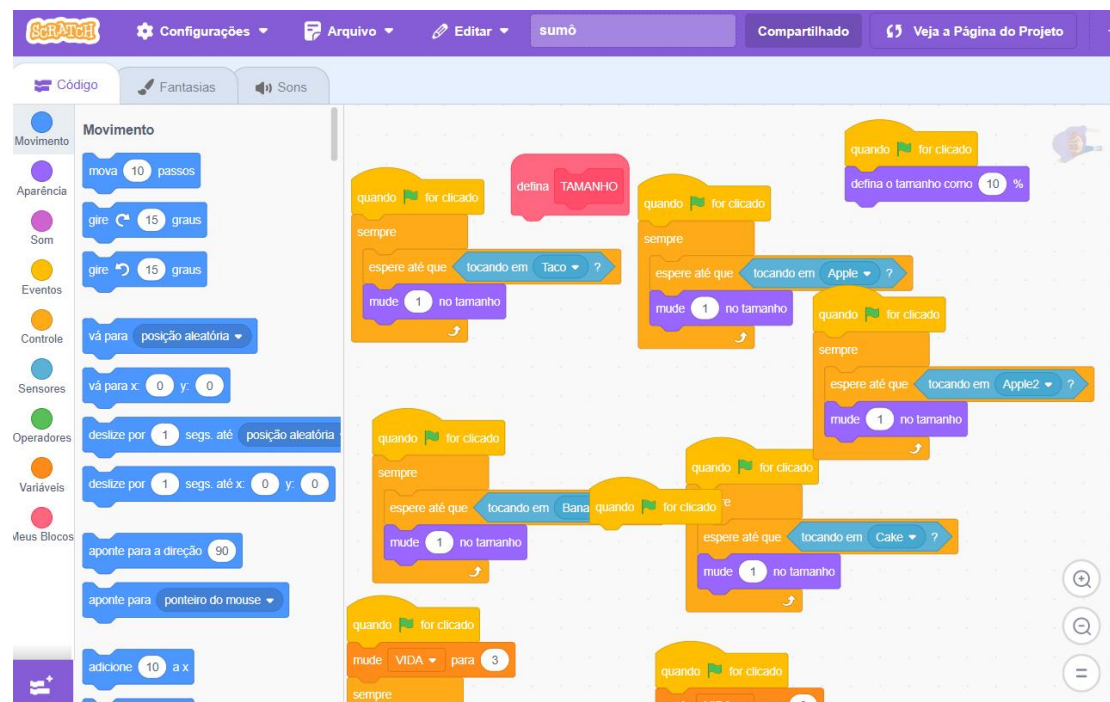 SCRATCH Configurações Arquivo Editar sumô Compartilhado Veja a Página do Projeto
Código Fantasias Sons
Movimento
Aparência
Som
Eventos
Controle
Sensores
Operadores
Variáveis
Meus Blocos
Movimento
mova 10 passos
gire 15 graus
gire 15 graus
vá para posição aleatória
vá para x: 0 y: 0
deslize por 1 segs. até posição aleatória
deslize por 1 segs. até x: 0 y: 0
aponte para a direção 90
aponte para ponteiro do mouse
adicione 10 a x
quando for clicado
sempre
espere até que tocando em Taco ?
mude 1 no tamanho
defina TAMANHO
quando for clicado
sempre
espere até que tocando em Apple ?
mude 1 no tamanho
quando for clicado
defina o tamanho como 10 %
quando for clicado
sempre
espere até que tocando em Apple2 ?
mude 1 no tamanho
quando for clicado
sempre
espere até que tocando em Bana
mude 1 no tamanho
quando for clicado
quando for clicado
espere até que tocando em Cake ?
mude 1 no tamanho
quando for clicado
mude VIDA para 3
sempre
quando for clicado